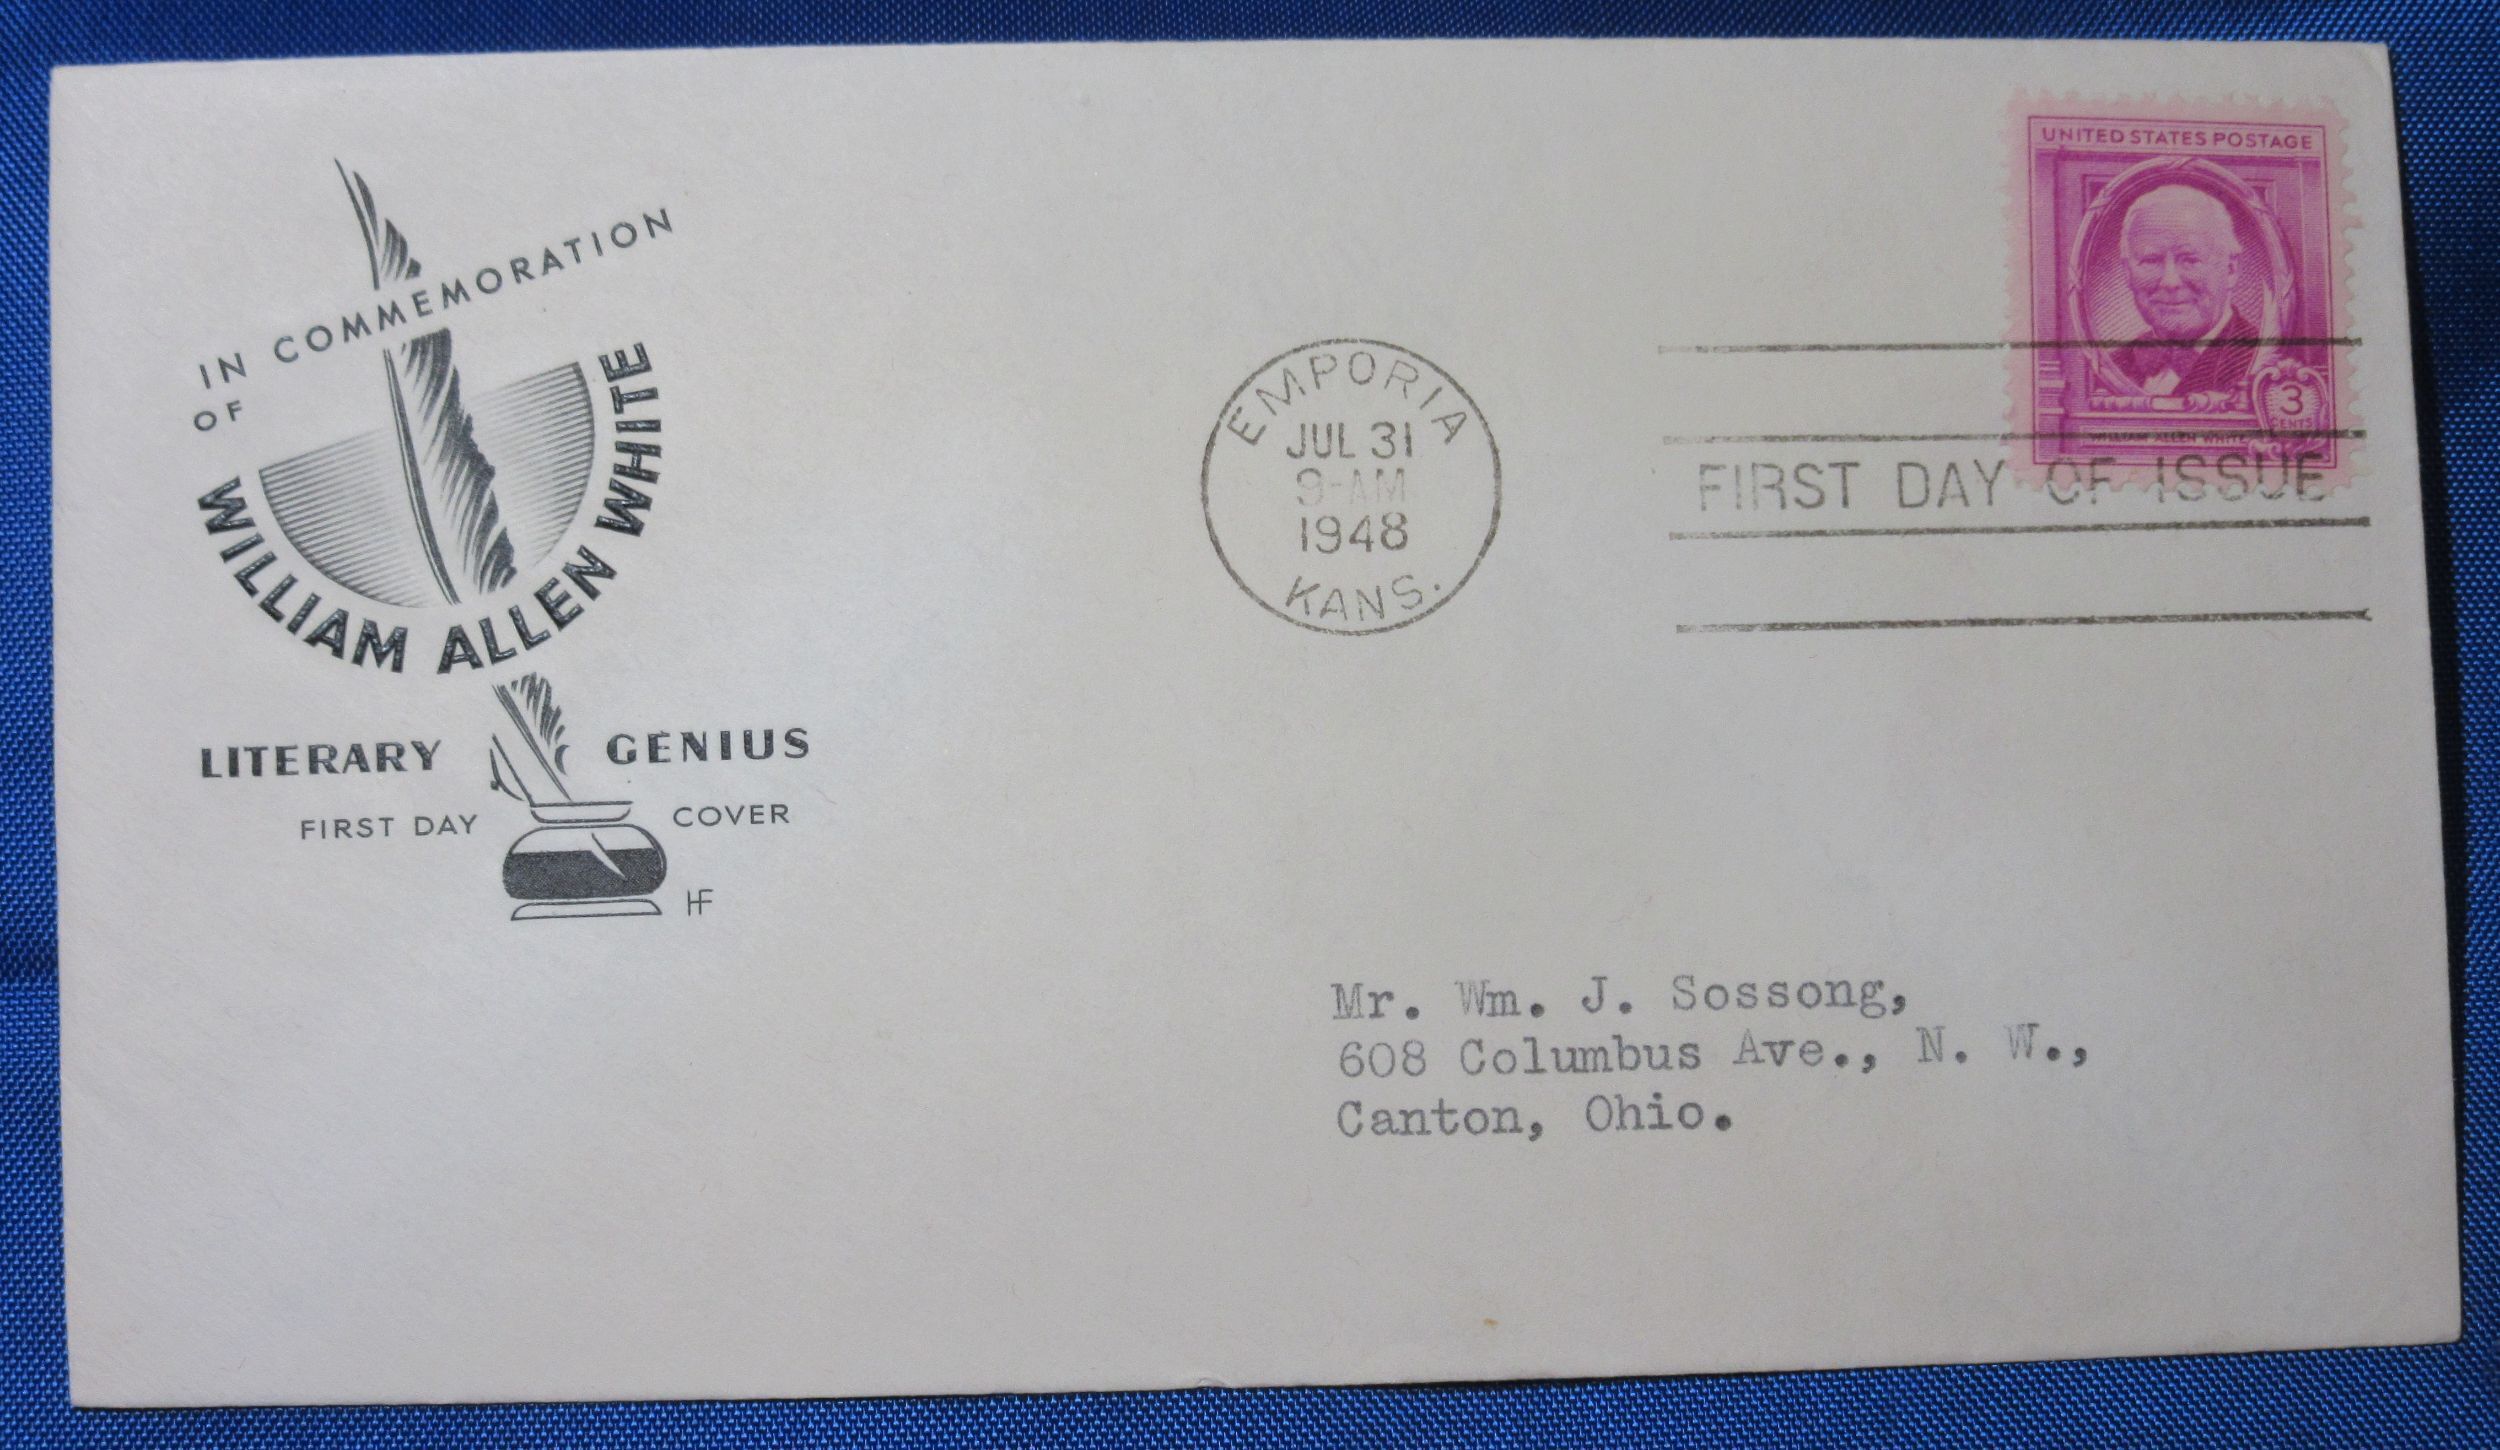 IN COMMEMORATION
OF
WILLIAM ALLEN WHITE
LITERARY GENIUS
FIRST DAY COVER
HF
EMPORIA
JUL 31
9-AM
1948
KANS.
UNITED STATES POSTAGE
3
CENTS
WILLIAM ALLEN WHITE
FIRST DAY OF ISSUE
Mr. Wm. J. Sossong,
608 Columbus Ave., N. W.,
Canton, Ohio.